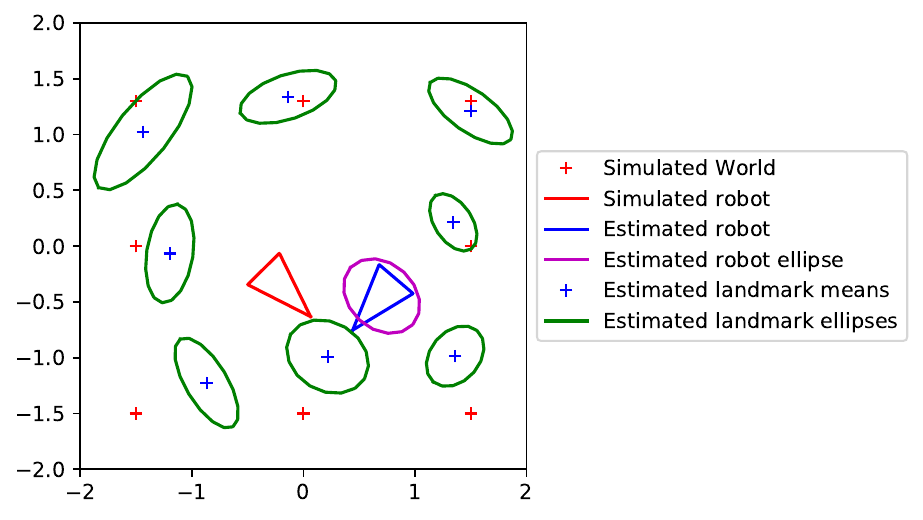 2.0
1.5
1.0
0.5
0.0
−0.5
−1.0
−1.5
−2.0
−2
−1
0
1
2
Simulated World
Simulated robot
Estimated robot
Estimated robot ellipse
Estimated landmark means
Estimated landmark ellipses